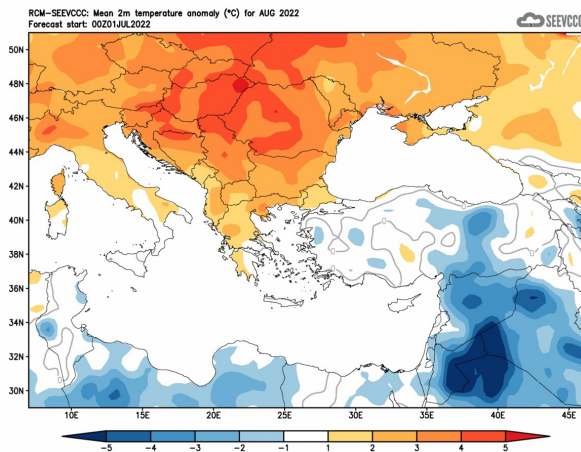 RCM-SEEVCCC: Mean 2m temperature anomaly (°C) for AUG 2022
Forecast start: 00Z01JUL2022
SEEVCCC
50N
48N
46N
44N
42N
40N
38N
36N
34N
32N
30N
10E 15E 20E 25E 30E 35E 40E 45E
-5 -4 -3 -2 -1 1 2 3 4 5